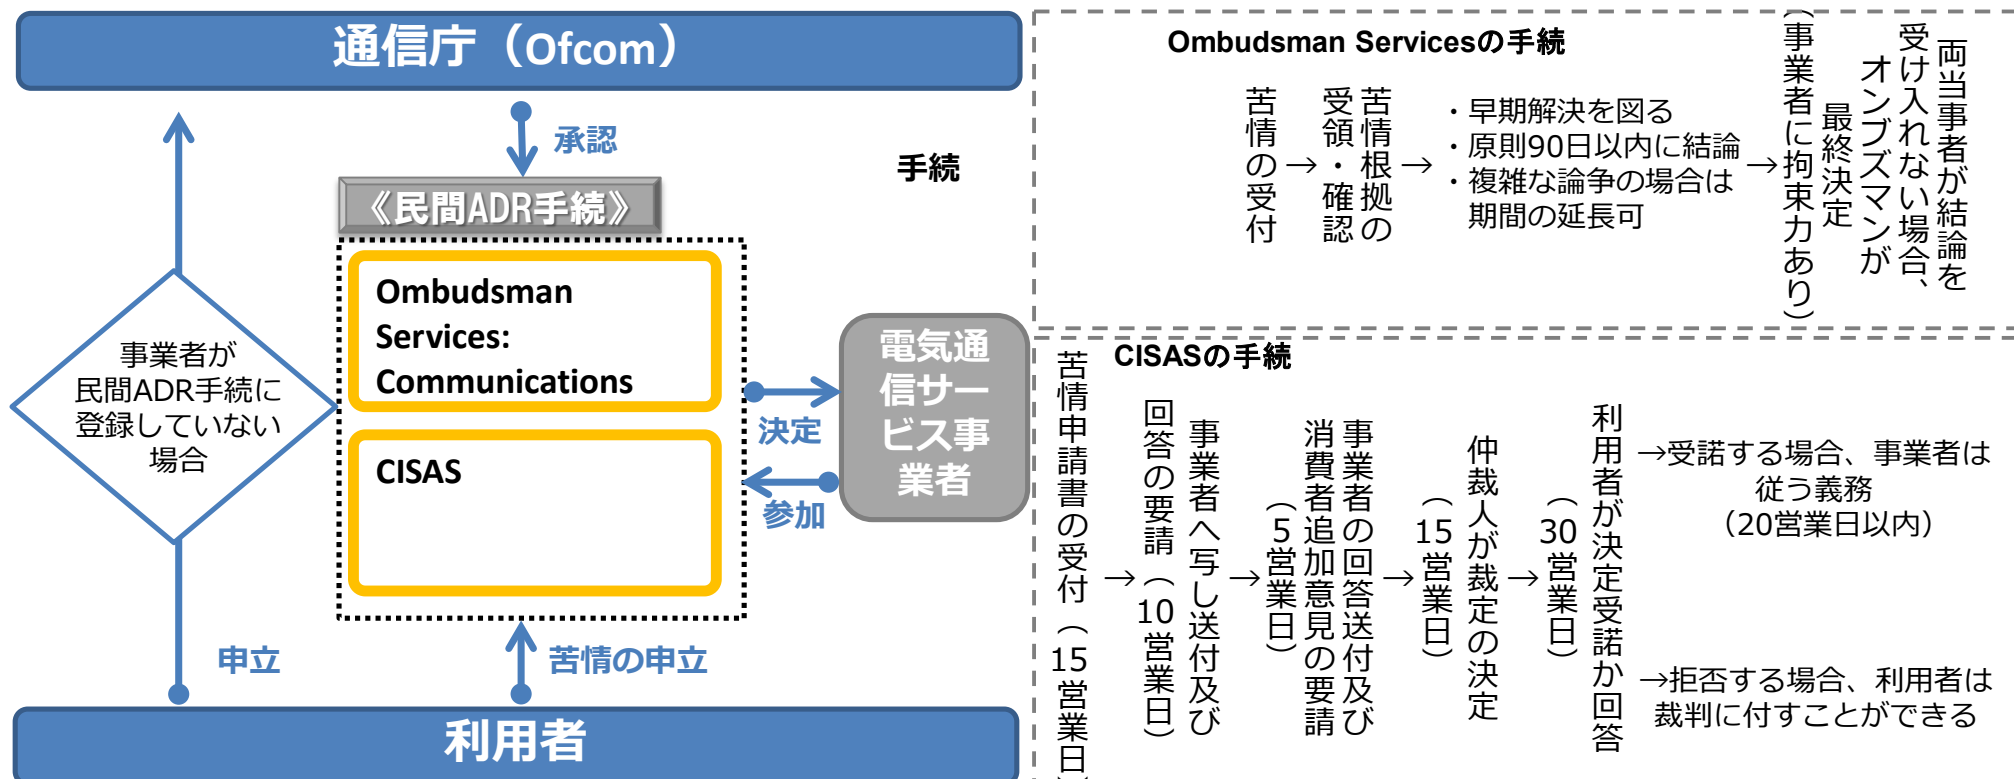 通信庁（Ofcom）
承認
手続
《民間ADR手続》
Ombudsman
Services:
Communications
CISAS
事業者が
民間ADR手続に
登録していない
場合
電気通
信サー
ビス事
業者
決定
参加
申立
苦情の申立
利用者
Ombudsman Servicesの手続
苦情の受付
→
苦情根拠の
受領・確認
→
・早期解決を図る
・原則90日以内に結論
・複雑な論争の場合は
期間の延長可
→
両当事者が結論を
受け入れない場合、
オンブズマンが
最終決定
（事業者に拘束力あり）
CISASの手続
苦情申請書の受付（15営業日）
→
事業者へ写し送付及び
回答の要請（10営業日）
→
事業者の回答送付及び
消費者追加意見の要請
（5営業日）
→
仲裁人が裁定の決定
（15営業日）
→
利用者が決定受諾か回答
（30営業日）
→受諾する場合、事業者は
従う義務
（20営業日以内）
→拒否する場合、利用者は
裁判に付すことができる